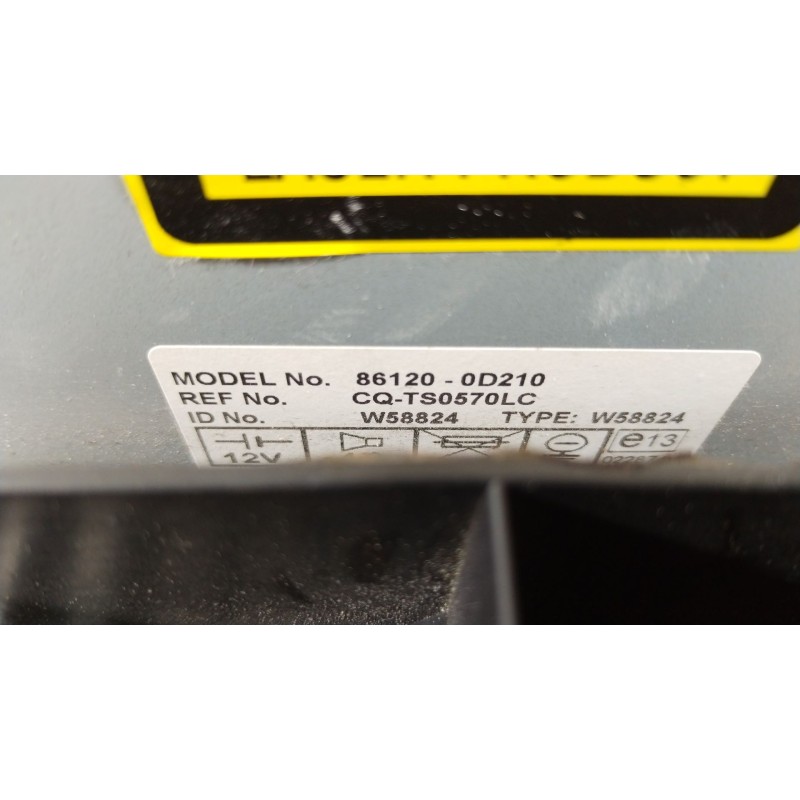 MODEL No. 86120 - 0D210
REF No. CQ-TS0570LC
ID No. W58824 TYPE: W58824
12V e13